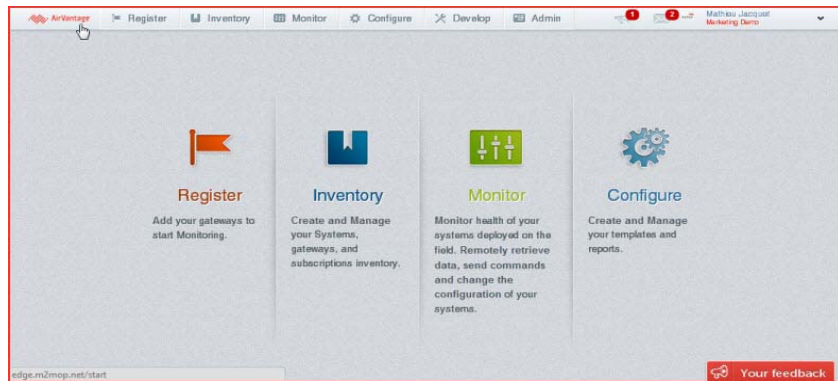 AirVantage Register Inventory Monitor Configure Develop Admin 1 2 Mathieu Jacquot
Marketing Demo
Register Inventory Monitor Configure
Add your gateways to
start Monitoring.
Create and Manage
your Systems,
gateways, and
subscriptions inventory.
Monitor health of your
systems deployed on the
field. Remotely retrieve
data, send commands
and change the
configuration of your
systems.
Create and Manage
your templates and
reports.
edge.m2mop.net/start
Your feedback